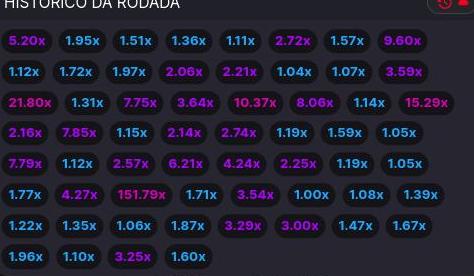 HISTÓRICO DA RODADA
5.20x 1.95x 1.51x 1.36x 1.11x 2.72x 1.57x 9.60x
1.12x 1.72x 1.97x 2.06x 2.21x 1.04x 1.07x 3.59x
21.80x 1.31x 7.75x 3.64x 10.37x 8.06x 1.14x 15.29x
2.16x 7.85x 1.15x 2.14x 2.74x 1.19x 1.59x 1.05x
7.79x 1.12x 2.57x 6.21x 4.24x 2.25x 1.19x 1.05x
1.77x 4.27x 151.79x 1.71x 3.54x 1.00x 1.08x 1.39x
1.22x 1.35x 1.06x 1.87x 3.29x 3.00x 1.47x 1.67x
1.96x 1.10x 3.25x 1.60x